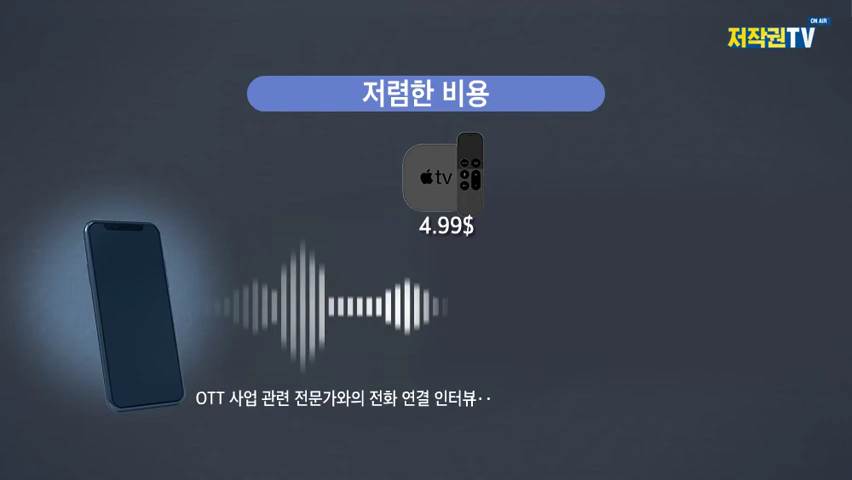 ON AIR
저작권TV
저렴한 비용
tv
4.99$
OTT 사업 관련 전문가와의 전화 연결 인터뷰··